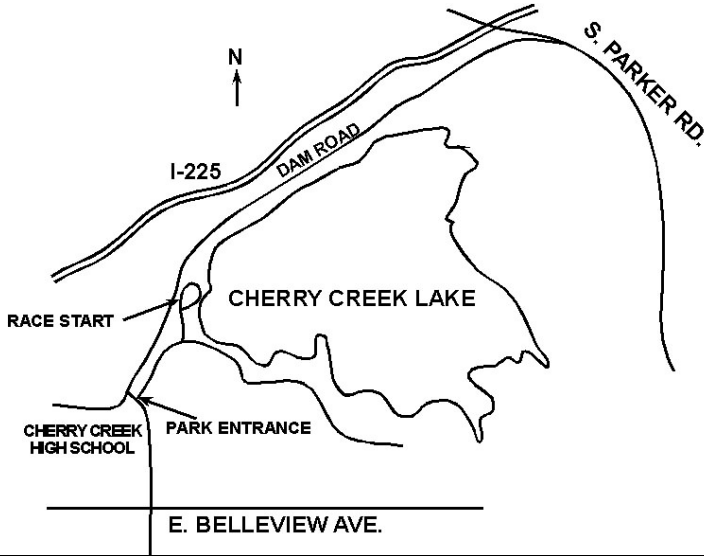 S. PARKER RD.
N
DAM ROAD
I-225
CHERRY CREEK LAKE
RACE START
PARK ENTRANCE
CHERRY CREEK
HIGH SCHOOL
E. BELLEVIEW AVE.